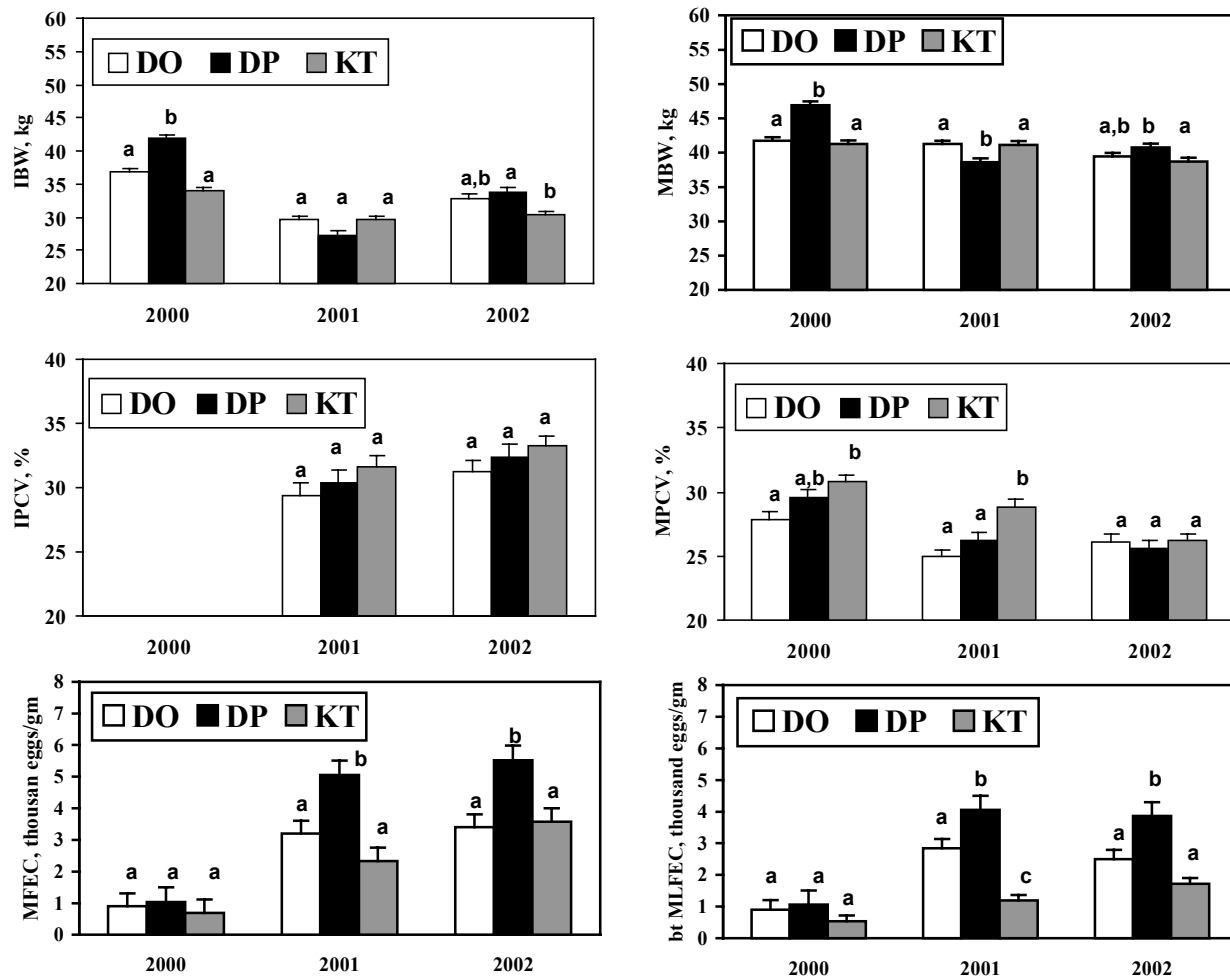 IBW, kg
60
55
50
45
40
35
30
25
20
DO DP KT
a b a
a a a
a,b a b
2000 2001 2002
MBW, kg
60
55
50
45
40
35
30
25
20
DO DP KT
a b a
a b a
a,b b a
2000 2001 2002
IPCV, %
40
35
30
25
20
DO DP KT
a a a
a a a
2000 2001 2002
MPCV, %
40
35
30
25
20
DO DP KT
a a,b b
a a b
a a a
2000 2001 2002
MFEC, thousan eggs/gm
8
7
6
5
4
3
2
1
0
DO DP KT
a a a
a b a
a b a
2000 2001 2002
bt MLFEC, thousand eggs/gm
8
7
6
5
4
3
2
1
0
DO DP KT
a a a
a b c
a b a
2000 2001 2002